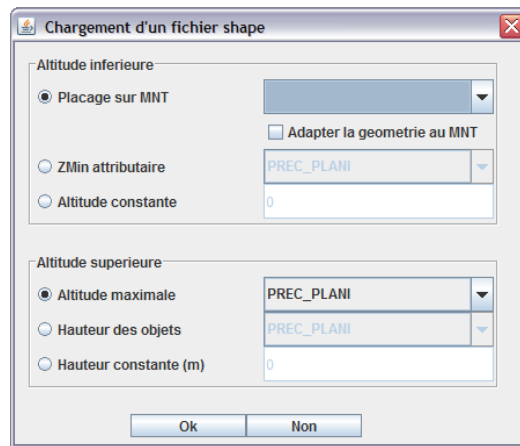 Chargement d'un fichier shape
Altitude inferieure
Placage sur MNT
Adapter la geometrie au MNT
ZMin attributaire PREC_PLANI
Altitude constante 0
Altitude superieure
Altitude maximale PREC_PLANI
Hauteur des objets PREC_PLANI
Hauteur constante (m) 0
Ok Non